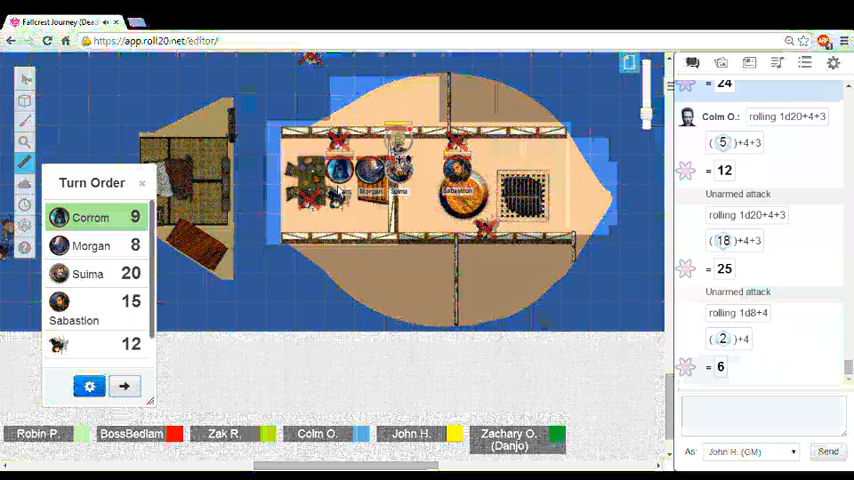 Fallcrest Journey (Dead
https://app.roll20.net/editor/
Turn Order
Corrom 9
Morgan 8
Suima 20
Sabastion 15
12
Morgan
Suima
Sabastion
= 24
Colm O.: rolling 1d20+4+3
(5)+4+3
= 12
Unarmed attack
rolling 1d20+4+3
(18)+4+3
= 25
Unarmed attack
rolling 1d8+4
(2)+4
= 6
As: John H. (GM) Send
Robin P. BossBedlam Zak R. Colm O. John H. Zachary O. (Danjo)